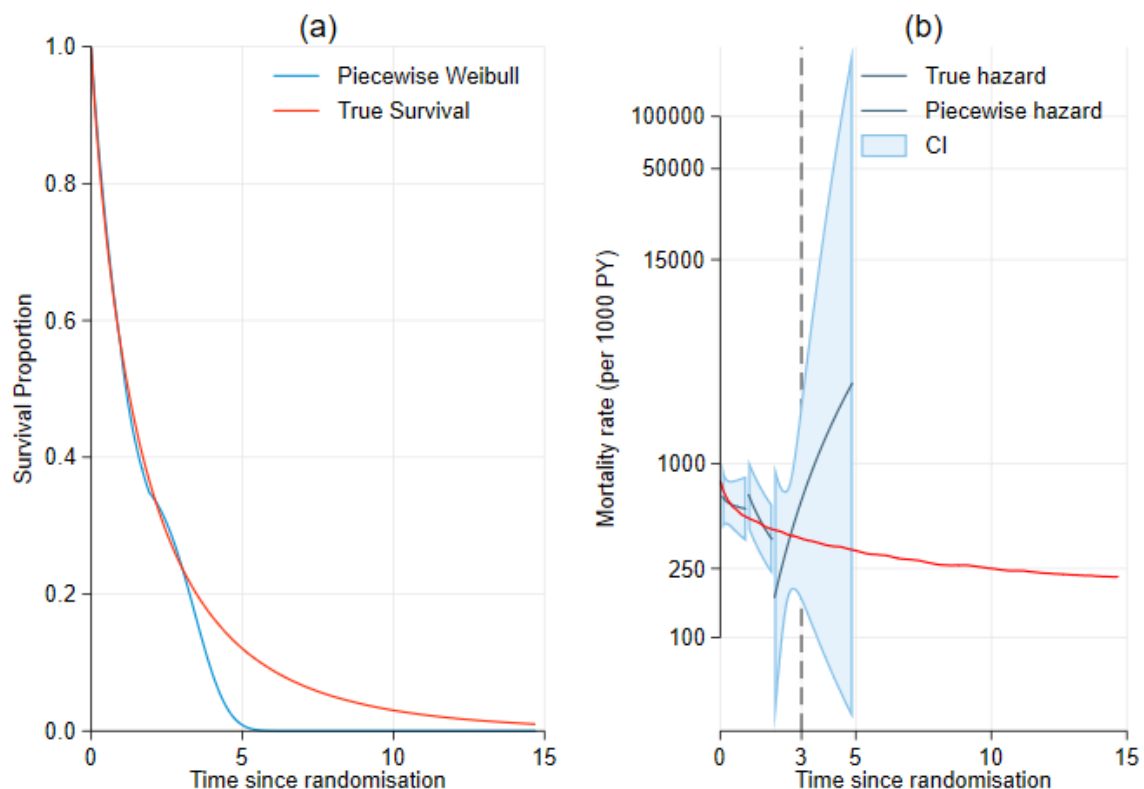 (a)
Piecewise Weibull
True Survival
Survival Proportion
1.0
0.8
0.6
0.4
0.2
0.0
0 5 10 15
Time since randomisation
(b)
True hazard
Piecewise hazard
CI
Mortality rate (per 1000 PY)
100000
50000
15000
1000
250
100
0 3 5 10 15
Time since randomisation